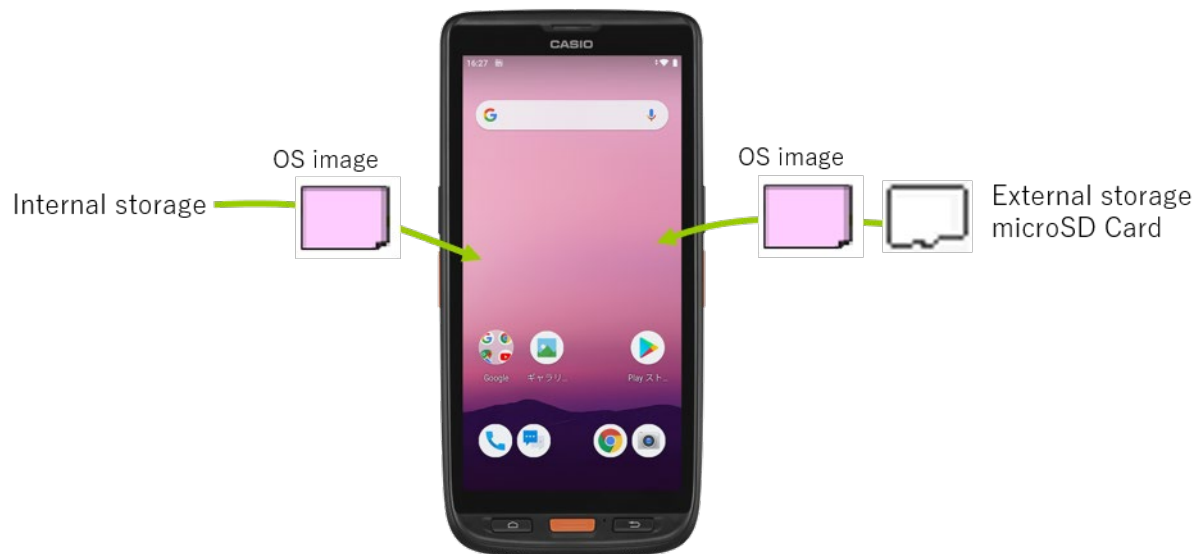 CASIO
16:27
OS image
OS image
Internal storage
External storage
microSD Card
Google
ギャラリ...
Play スト...